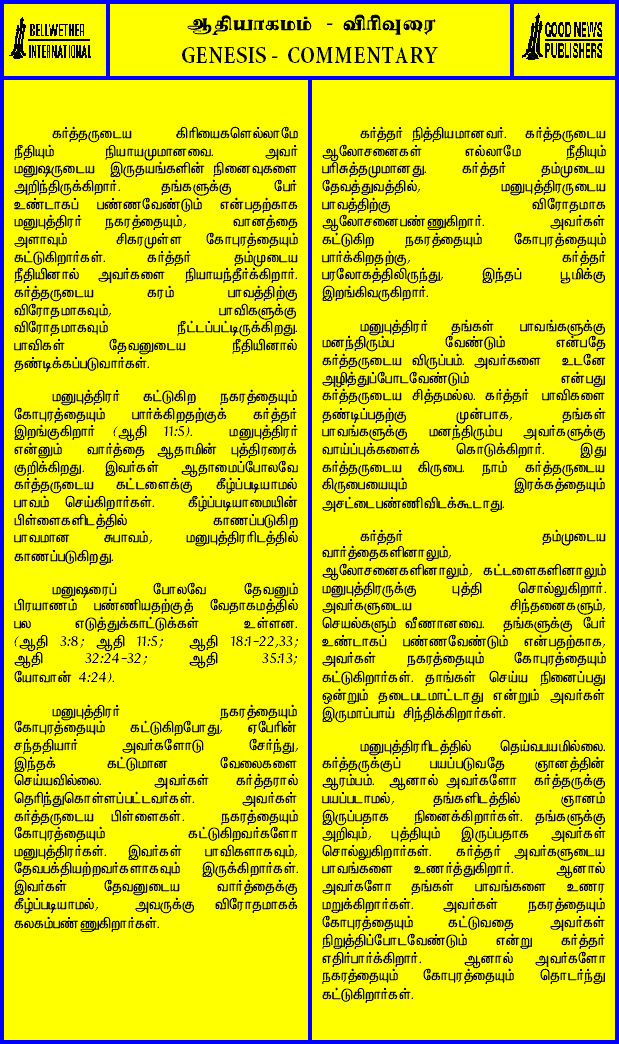 BELLWETHER
INTERNATIONAL
ஆதியாகமம் - விரிவுரை
GENESIS - COMMENTARY
GOOD NEWS
PUBLISHERS
கர்த்தருடைய கிரியைகளெல்லாமே
நீதியும் நியாயமுமானவை. அவர்
மனுஷருடைய இருதயங்களின் நினைவுகளை
அறிந்திருக்கிறார். தங்களுக்கு பேர்
உண்டாகப் பண்ணவேண்டும் என்பதற்காக
மனுபுத்திரர் நகரத்தையும், வானத்தை
அளாவும் சிகரமுள்ள கோபுரத்தையும்
கட்டுகிறார்கள். கர்த்தர் தம்முடைய
நீதியினால் அவர்களை நியாயந்தீர்க்கிறார்.
கர்த்தருடைய கரம் பாவத்திற்கு
விரோதமாகவும், பாவிகளுக்கு
விரோதமாகவும் நீட்டப்பட்டிருக்கிறது.
பாவிகள் தேவனுடைய நீதியினால்
தண்டிக்கப்படுவார்கள்.
மனுபுத்திரர் கட்டுகிற நகரத்தையும்
கோபுரத்தையும் பார்க்கிறதற்குக் கர்த்தர்
இறங்குகிறார் (ஆதி 11:5). மனுபுத்திரர்
என்னும் வார்த்தை ஆதாமின் புத்திரரைக்
குறிக்கிறது. இவர்கள் ஆதாமைப்போலவே
கர்த்தருடைய கட்டளைக்கு கீழ்ப்படியாமல்
பாவம் செய்கிறார்கள். கீழ்ப்படியாமையின்
பிள்ளைகளிடத்தில் காணப்படுகிற
பாவமான சுபாவம், மனுபுத்திரரிடத்தில்
காணப்படுகிறது.
மனுஷரைப் போலவே தேவனும்
பிரயாணம் பண்ணியதற்குத் வேதாகமத்தில்
பல எடுத்துக்காட்டுக்கள் உள்ளன.
(ஆதி 3:8; ஆதி 11:5; ஆதி 18:1-22,33;
ஆதி 32:24-32; ஆதி 35:13;
யோவான் 4:24).
மனுபுத்திரர் நகரத்தையும்
கோபுரத்தையும் கட்டுகிறபோது, ஏபேரின்
சந்ததியார் அவர்களோடு சேர்ந்து,
இந்தக் கட்டுமான வேலைகளை
செய்யவில்லை. அவர்கள் கர்த்தரால்
தெரிந்துகொள்ளப்பட்டவர்கள். அவர்கள்
கர்த்தருடைய பிள்ளைகள். நகரத்தையும்
கோபுரத்தையும் கட்டுகிறவர்களோ
மனுபுத்திரர்கள். இவர்கள் பாவிகளாகவும்,
தேவபக்தியற்றவர்களாகவும் இருக்கிறார்கள்.
இவர்கள் தேவனுடைய வார்த்தைக்கு
கீழ்ப்படியாமல், அவருக்கு விரோதமாகக்
கலகம்பண்ணுகிறார்கள்.
கர்த்தர் நித்தியமானவர். கர்த்தருடைய
ஆலோசனைகள் எல்லாமே நீதியும்
பரிசுத்தமுமானது. கர்த்தர் தம்முடைய
தேவத்துவத்தில், மனுபுத்திரருடைய
பாவத்திற்கு விரோதமாக
ஆலோசனைபண்ணுகிறார். அவர்கள்
கட்டுகிற நகரத்தையும் கோபுரத்தையும்
பார்க்கிறதற்கு, கர்த்தர்
பரலோகத்திலிருந்து, இந்தப் பூமிக்கு
இறங்கிவருகிறார்.
மனுபுத்திரர் தங்கள் பாவங்களுக்கு
மனந்திரும்ப வேண்டும் என்பதே
கர்த்தருடைய விருப்பம். அவர்களை உடனே
அழித்துப்போடவேண்டும் என்பது
கர்த்தருடைய சித்தமல்ல. கர்த்தர் பாவிகளை
தண்டிப்பதற்கு முன்பாக, தங்கள்
பாவங்களுக்கு மனந்திரும்ப அவர்களுக்கு
வாய்ப்புக்களைக் கொடுக்கிறார். இது
கர்த்தருடைய கிருபை. நாம் கர்த்தருடைய
கிருபையையும் இரக்கத்தையும்
அசட்டைபண்ணிவிடக்கூடாது.
கர்த்தர் தம்முடைய
வார்த்தைகளினாலும்,
ஆலோசனைகளினாலும், கட்டளைகளினாலும்
மனுபுத்திரருக்கு புத்தி சொல்லுகிறார்.
அவர்களுடைய சிந்தனைகளும்,
செயல்களும் வீணானவை. தங்களுக்கு பேர்
உண்டாகப் பண்ணவேண்டும் என்பதற்காக,
அவர்கள் நகரத்தையும் கோபுரத்தையும்
கட்டுகிறார்கள். தாங்கள் செய்ய நினைப்பது
ஒன்றும் தடைபடமாட்டாது என்றும் அவர்கள்
இருமாப்பாய் சிந்திக்கிறார்கள்.
மனுபுத்திரரிடத்தில் தெய்வபயமில்லை.
கர்த்தருக்குப் பயப்படுவதே ஞானத்தின்
ஆரம்பம். ஆனால் அவர்களோ கர்த்தருக்கு
பயப்படாமல், தங்களிடத்தில் ஞானம்
இருப்பதாக நினைக்கிறார்கள். தங்களுக்கு
அறிவும், புத்தியும் இருப்பதாக அவர்கள்
சொல்லுகிறார்கள். கர்த்தர் அவர்களுடைய
பாவங்களை உணர்த்துகிறார். ஆனால்
அவர்களோ தங்கள் பாவங்களை உணர
மறுக்கிறார்கள். அவர்கள் நகரத்தையும்
கோபுரத்தையும் கட்டுவதை அவர்கள்
நிறுத்திப்போடவேண்டும் என்று கர்த்தர்
எதிர்பார்க்கிறார். ஆனால் அவர்களோ
நகரத்தையும் கோபுரத்தையும் தொடர்ந்து
கட்டுகிறார்கள்.